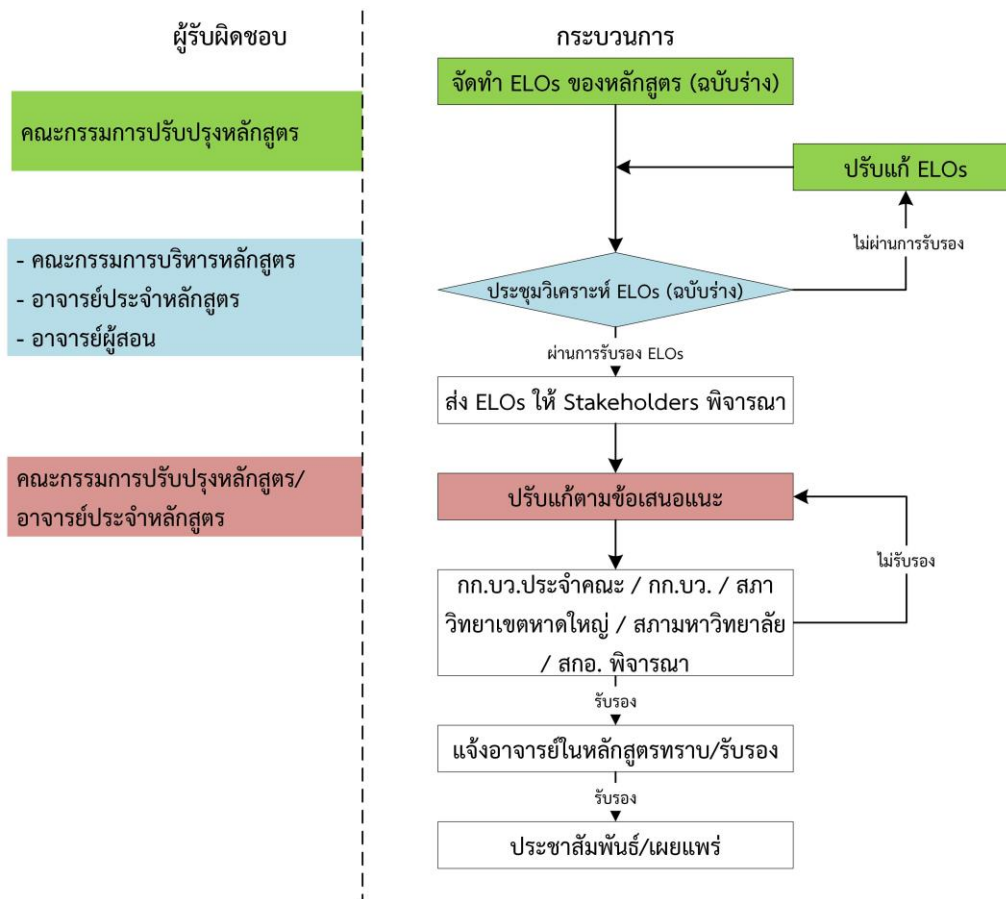 ผู้รับผิดชอบ
กระบวนการ
จัดทำ ELOs ของหลักสูตร (ฉบับร่าง)
คณะกรรมการปรับปรุงหลักสูตร
ปรับแก้ ELOs
ไม่ผ่านการรับรอง
- คณะกรรมการบริหารหลักสูตร
- อาจารย์ประจำหลักสูตร
- อาจารย์ผู้สอน
ประชุมวิเคราะห์ ELOs (ฉบับร่าง)
ผ่านการรับรอง ELOs
ส่ง ELOs ให้ Stakeholders พิจารณา
คณะกรรมการปรับปรุงหลักสูตร/
อาจารย์ประจำหลักสูตร
ปรับแก้ตามข้อเสนอแนะ
ไม่รับรอง
กก.บว.ประจำคณะ / กก.บว. / สภา
วิทยาเขตหาดใหญ่ / สภามหาวิทยาลัย
/ สกอ. พิจารณา
รับรอง
แจ้งอาจารย์ในหลักสูตรทราบ/รับรอง
รับรอง
ประชาสัมพันธ์/เผยแพร่